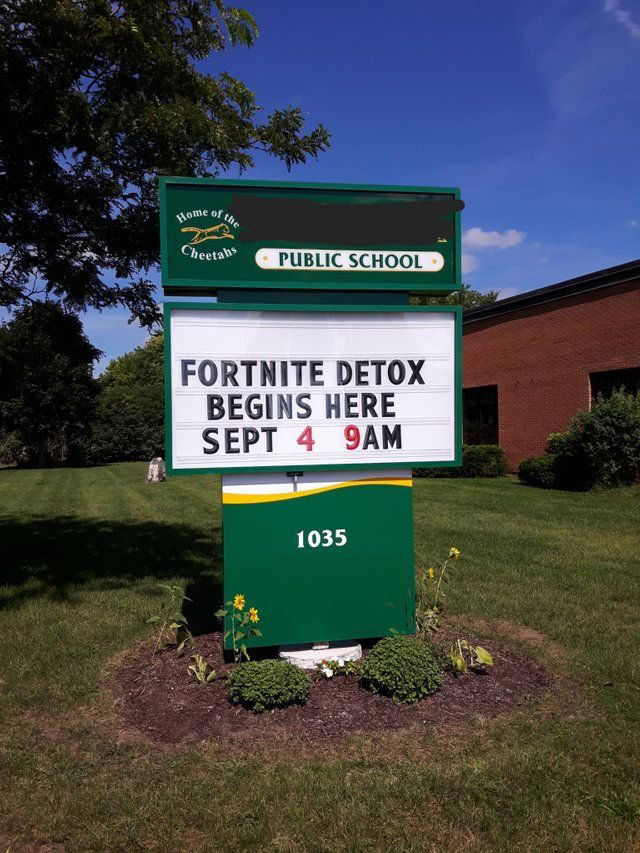 Home of the
Cheetahs
PUBLIC SCHOOL
FORTNITE DETOX
BEGINS HERE
SEPT 4 9AM
1035